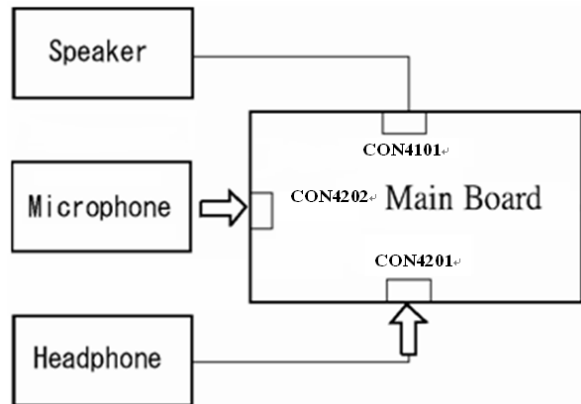 Speaker
CON4101
Microphone
CON4202
Main Board
CON4201
Headphone